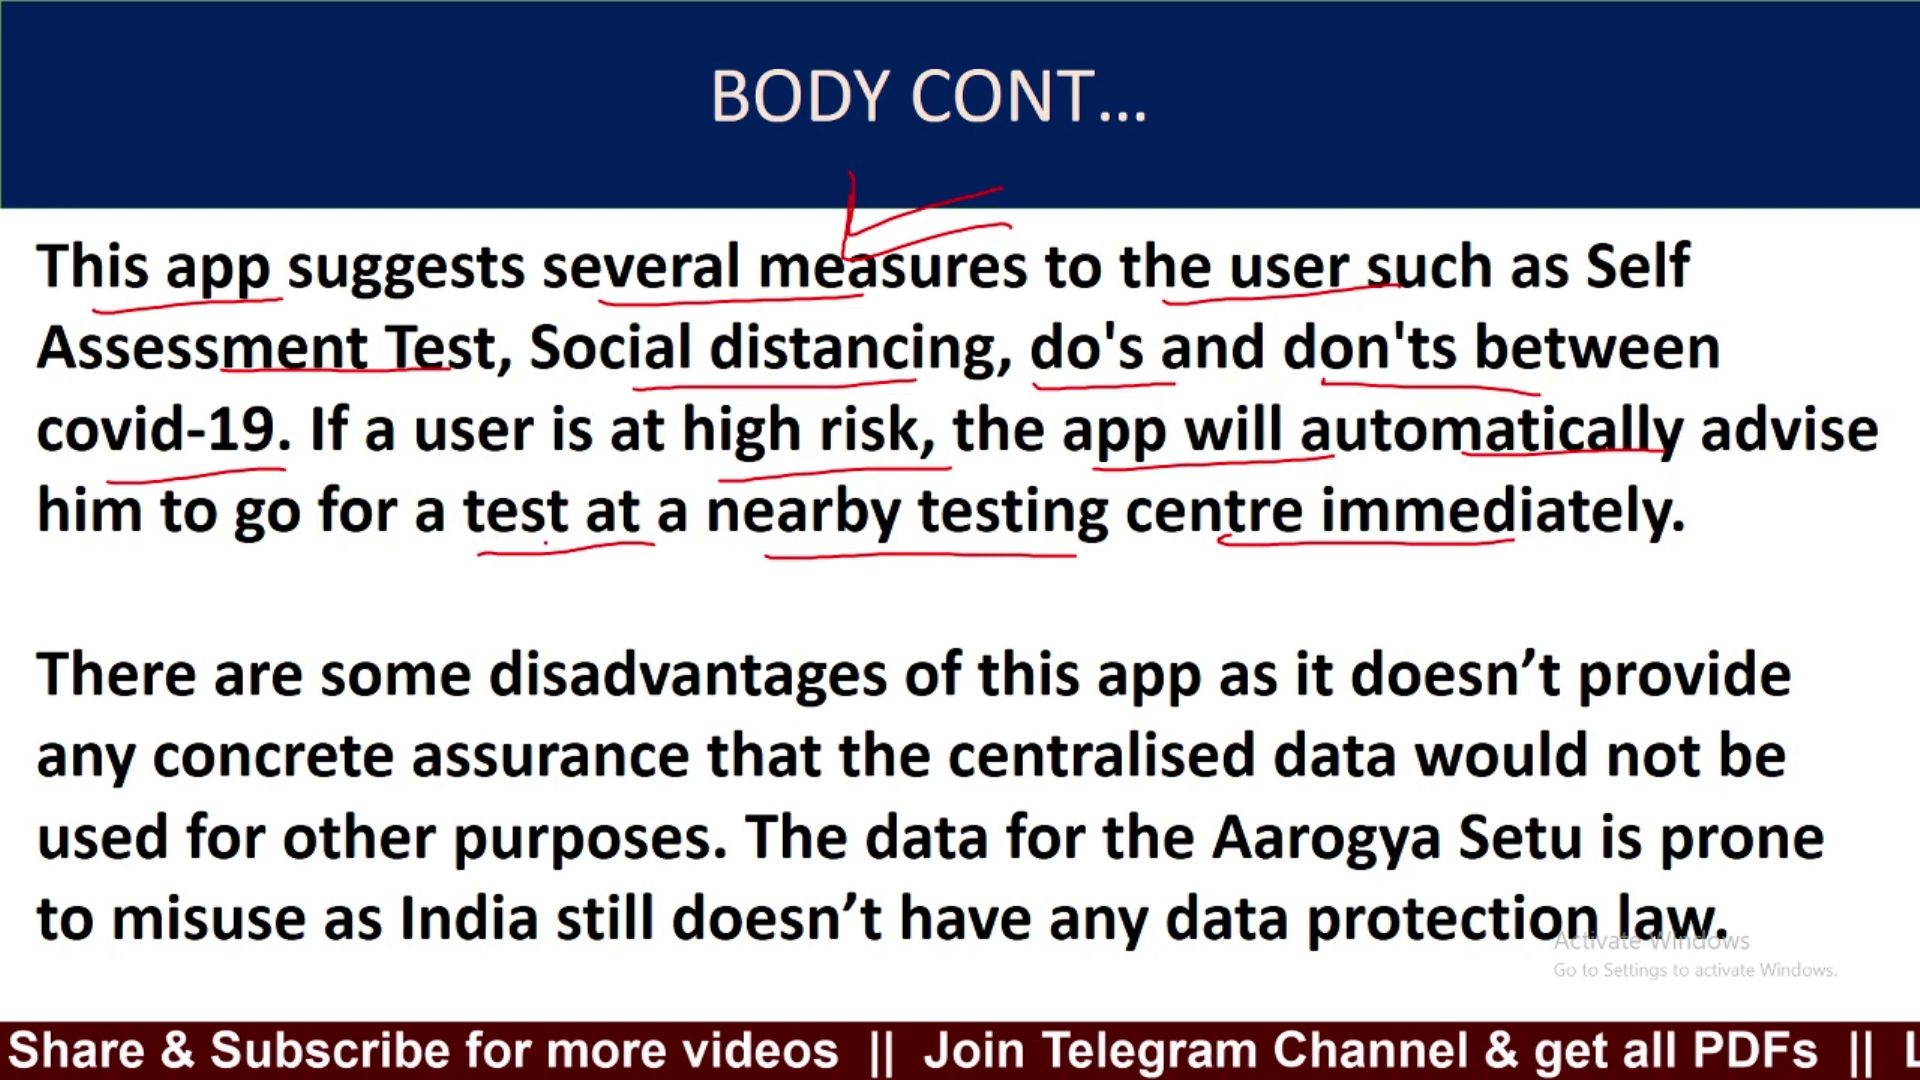 BODY CONT...
This app suggests several measures to the user such as Self
Assessment Test, Social distancing, do's and don'ts between
covid-19. If a user is at high risk, the app will automatically advise
him to go for a test at a nearby testing centre immediately.
There are some disadvantages of this app as it doesn’t provide
any concrete assurance that the centralised data would not be
used for other purposes. The data for the Aarogya Setu is prone
to misuse as India still doesn’t have any data protection law.
Activate Windows
Go to Settings to activate Windows.
Share & Subscribe for more videos || Join Telegram Channel & get all PDFs || L